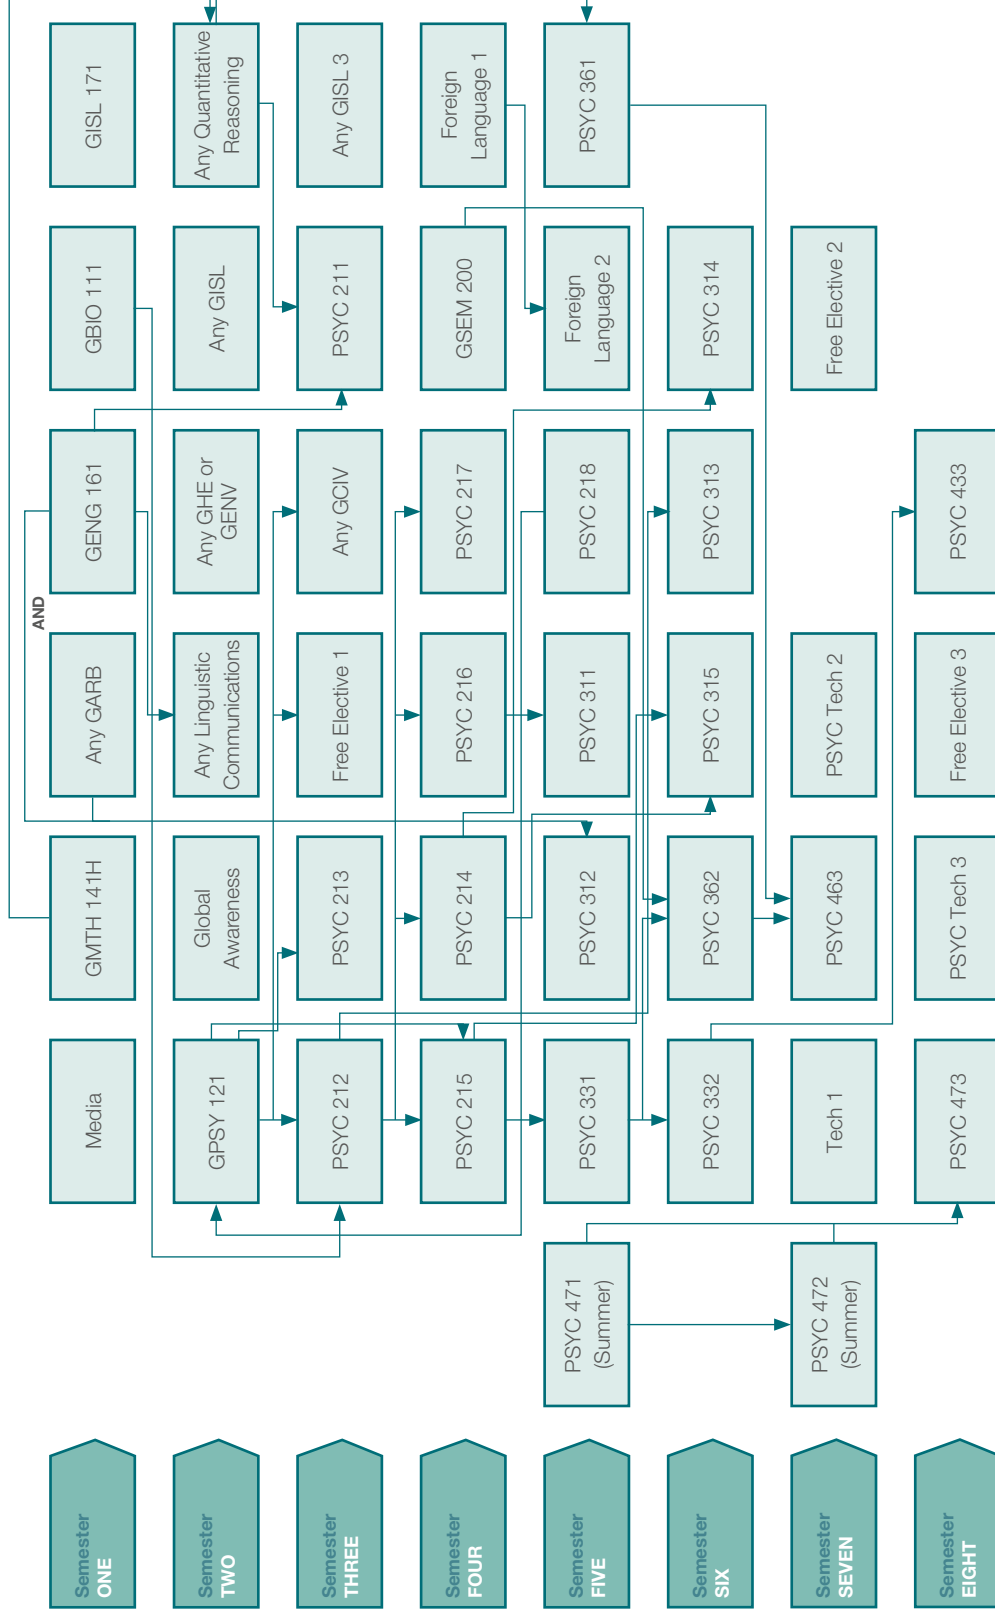 Semester
ONE
Media
GMTH 141H
Any GARB
AND
GENG 161
GBIO 111
GISL 171
Semester
TWO
GPSY 121
Global
Awareness
Any Linguistic
Communications
Any GHE or
GENV
Any GISL
Any Quantitative
Reasoning
Semester
THREE
PSYC 212
PSYC 213
Free Elective 1
Any GCIV
PSYC 211
Any GISL 3
Semester
FOUR
PSYC 215
PSYC 214
PSYC 216
PSYC 217
GSEM 200
Foreign
Language 1
Semester
FIVE
PSYC 471
(Summer)
PSYC 331
PSYC 312
PSYC 311
PSYC 218
Foreign
Language 2
PSYC 361
Semester
SIX
PSYC 332
PSYC 362
PSYC 315
PSYC 313
PSYC 314
Semester
SEVEN
PSYC 472
(Summer)
Tech 1
PSYC 463
PSYC Tech 2
Free Elective 2
Semester
EIGHT
PSYC 473
PSYC Tech 3
Free Elective 3
PSYC 433